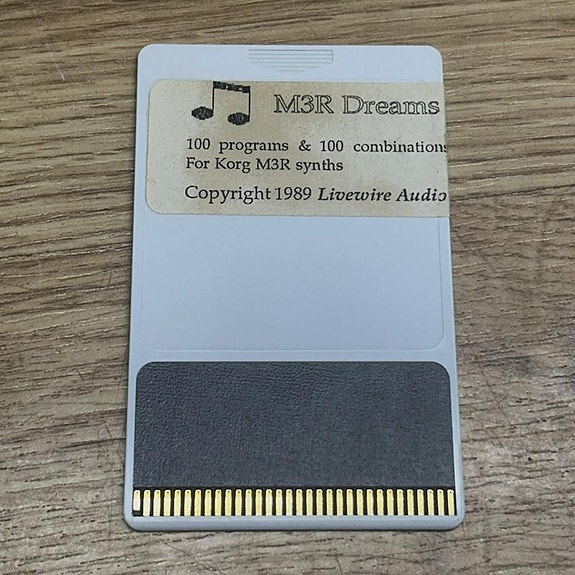 M3R Dreams
100 programs & 100 combinations
For Korg M3R synths
Copyright 1989 Livewire Audio